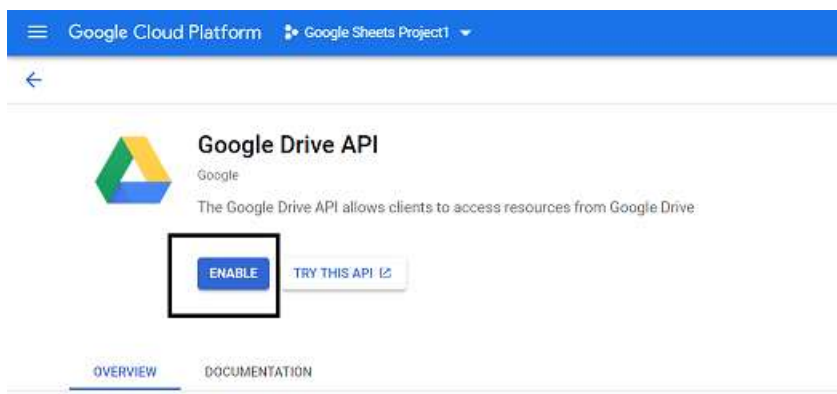 Google Cloud Platform Google Sheets Project1
Google Drive API
Google
The Google Drive API allows clients to access resources from Google Drive
ENABLE TRY THIS API
OVERVIEW DOCUMENTATION